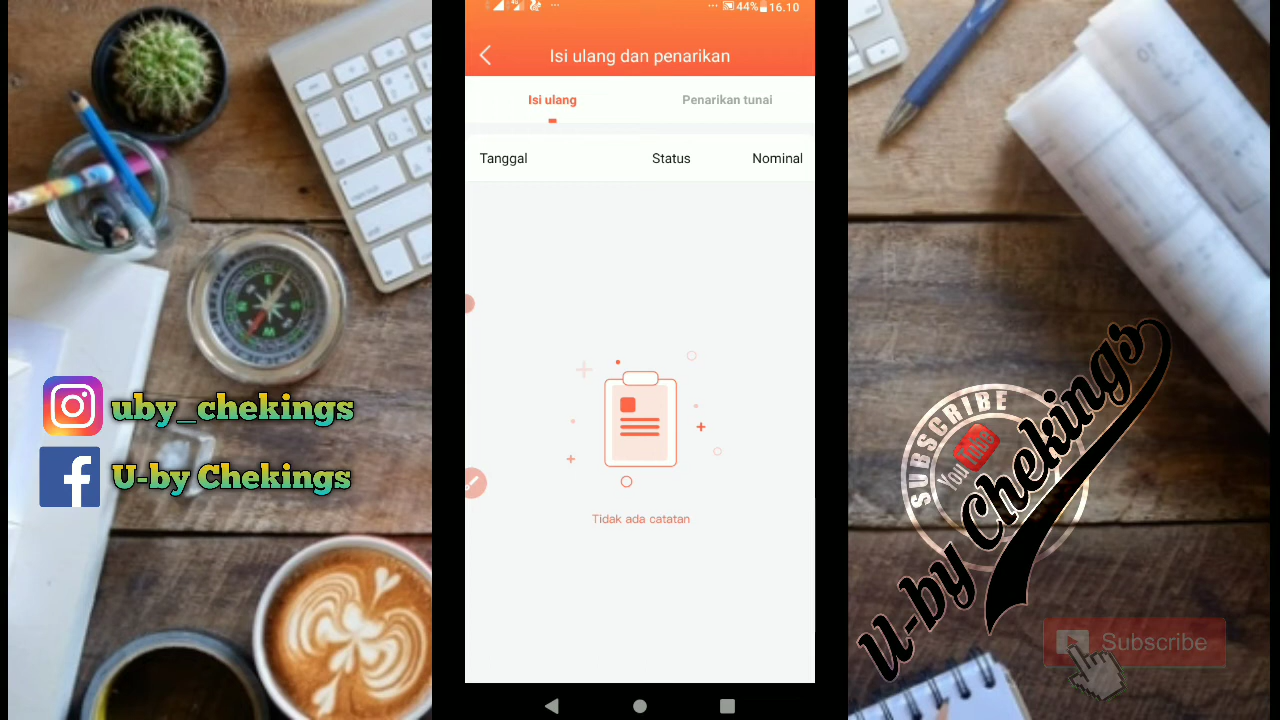 44% 16.10
Isi ulang dan penarikan
Isi ulang
Penarikan tunai
Tanggal
Status
Nominal
Tidak ada catatan
uby_chekings
U-by Chekings
SUBSCRIBE
YouTube
U-by Chekings
Subscribe